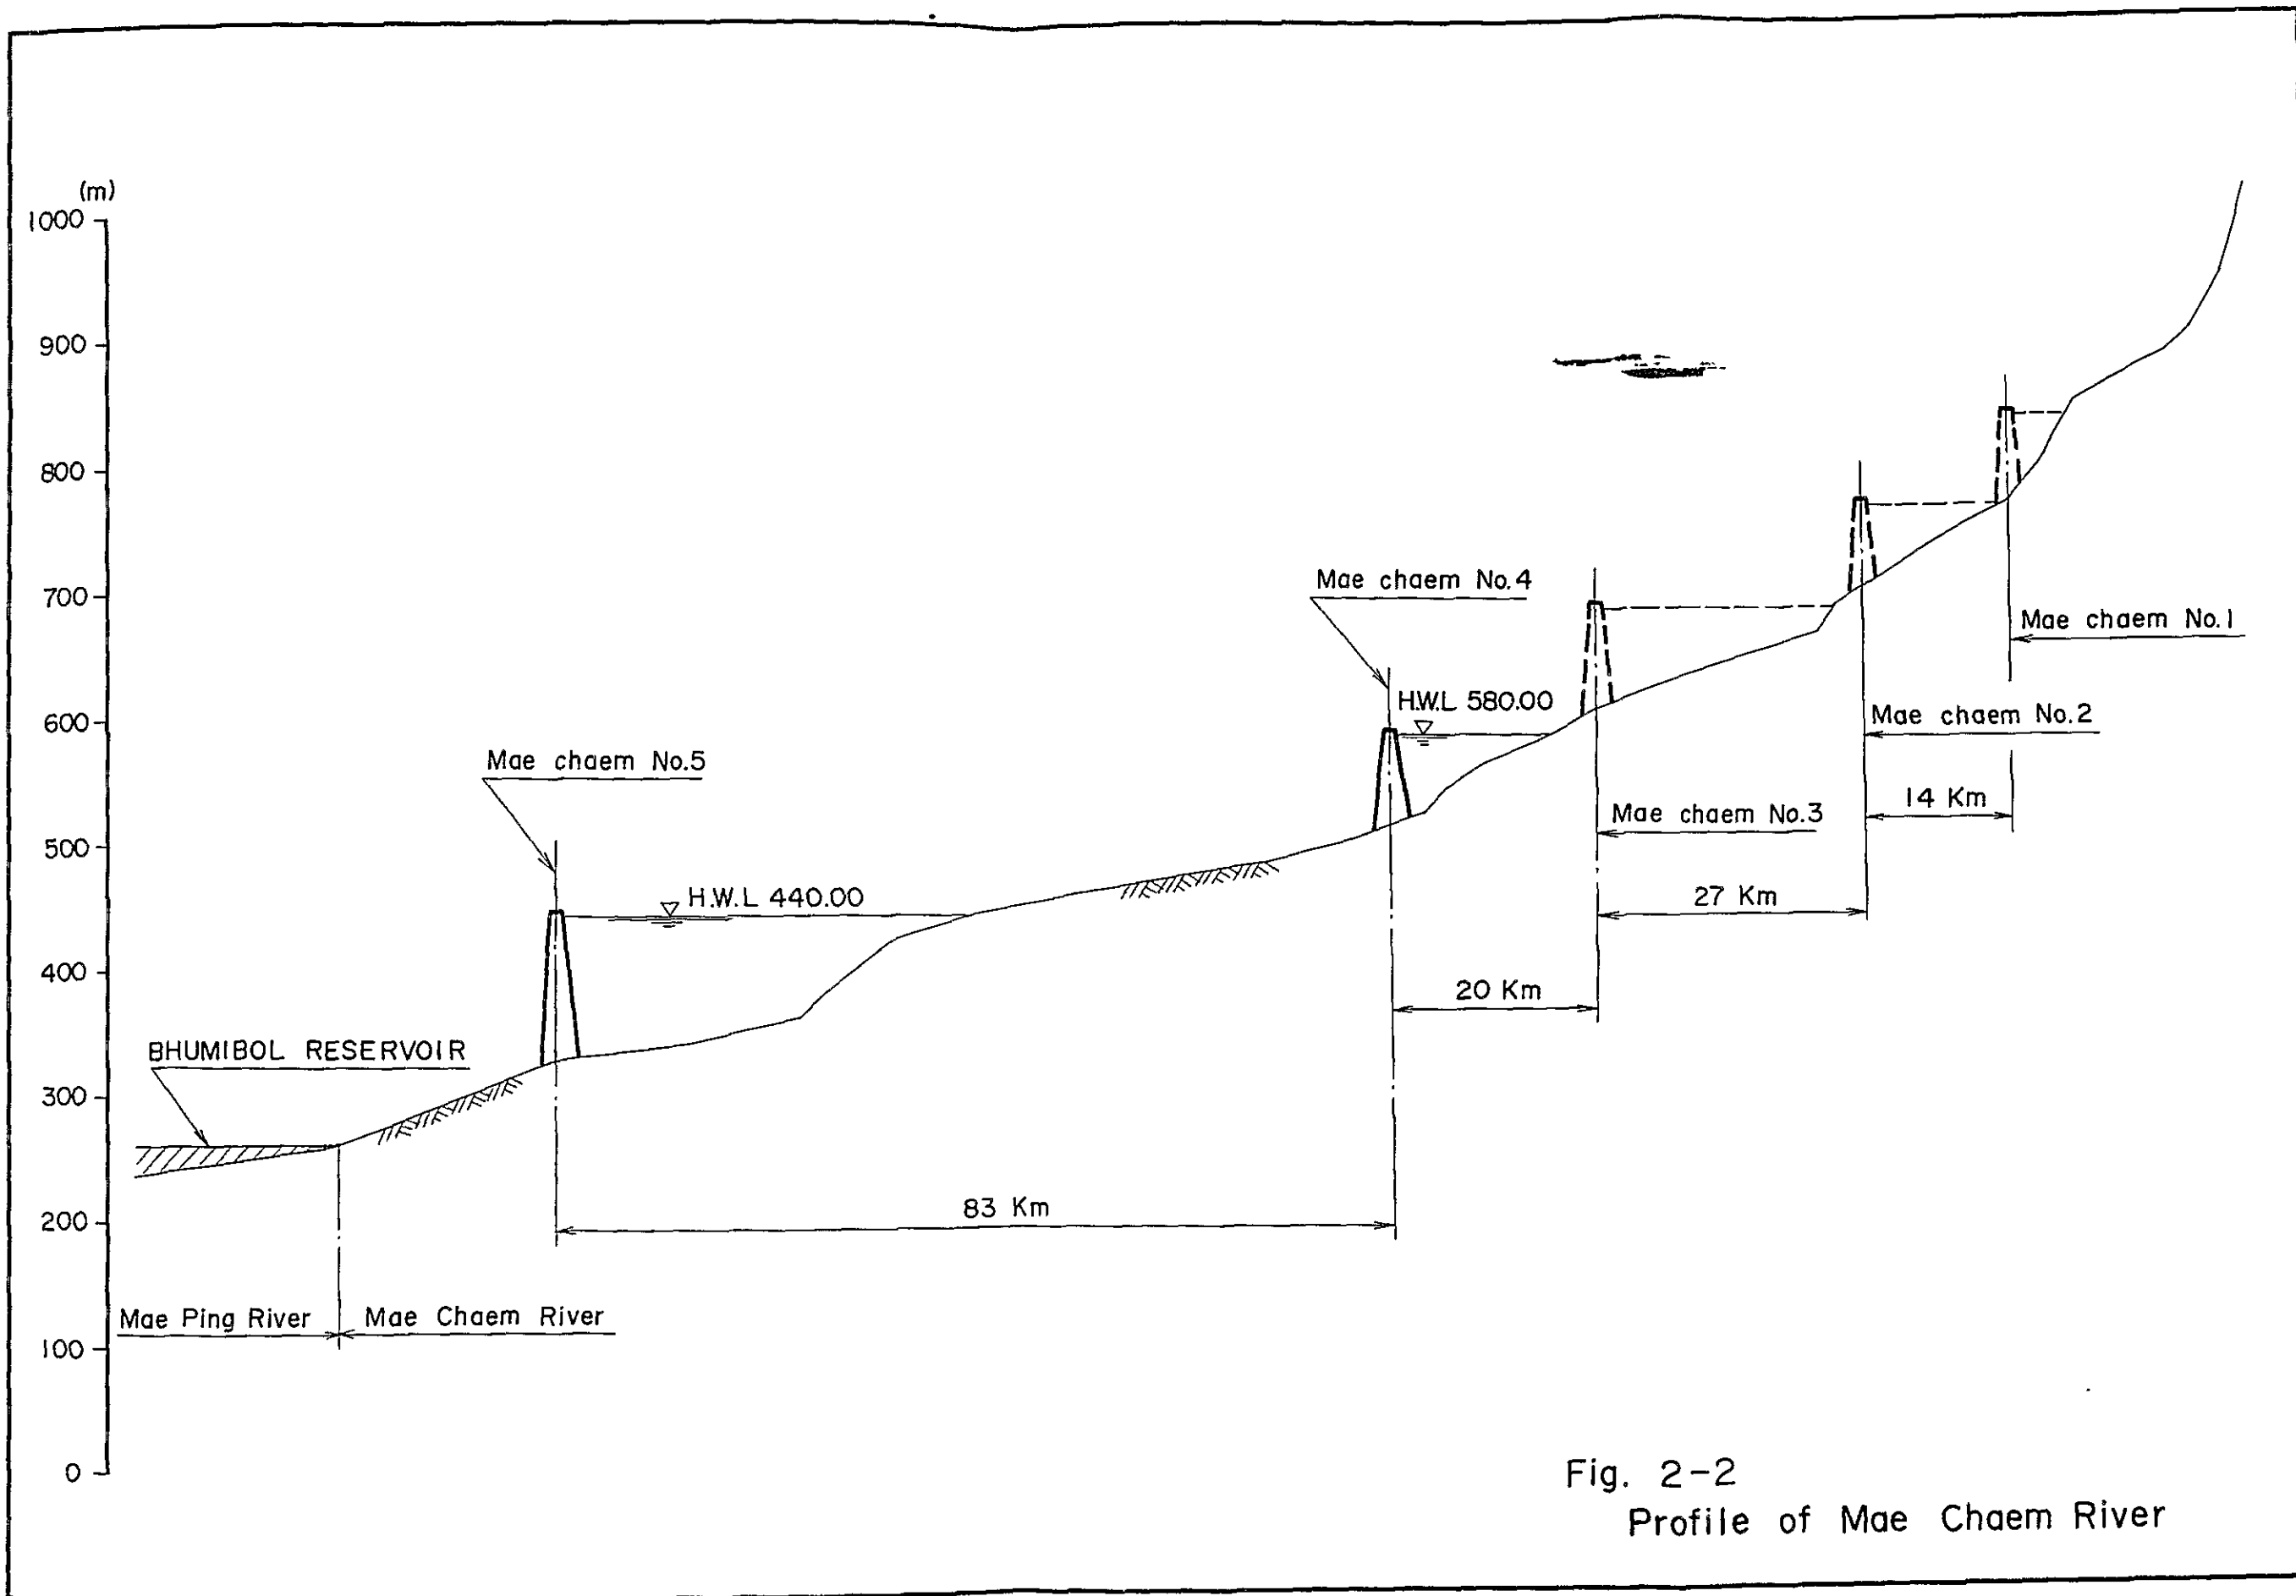 (m)
1000
900
800
700
600
500
400
300
200
100
0
Mae chaem No.1
Mae chaem No.2
Mae chaem No.3
Mae chaem No.4
H.W.L 580.00
Mae chaem No.5
H.W.L 440.00
14 Km
27 Km
20 Km
83 Km
BHUMIBOL RESERVOIR
Mae Ping River
Mae Chaem River
Fig. 2-2
Profile of Mae Chaem River